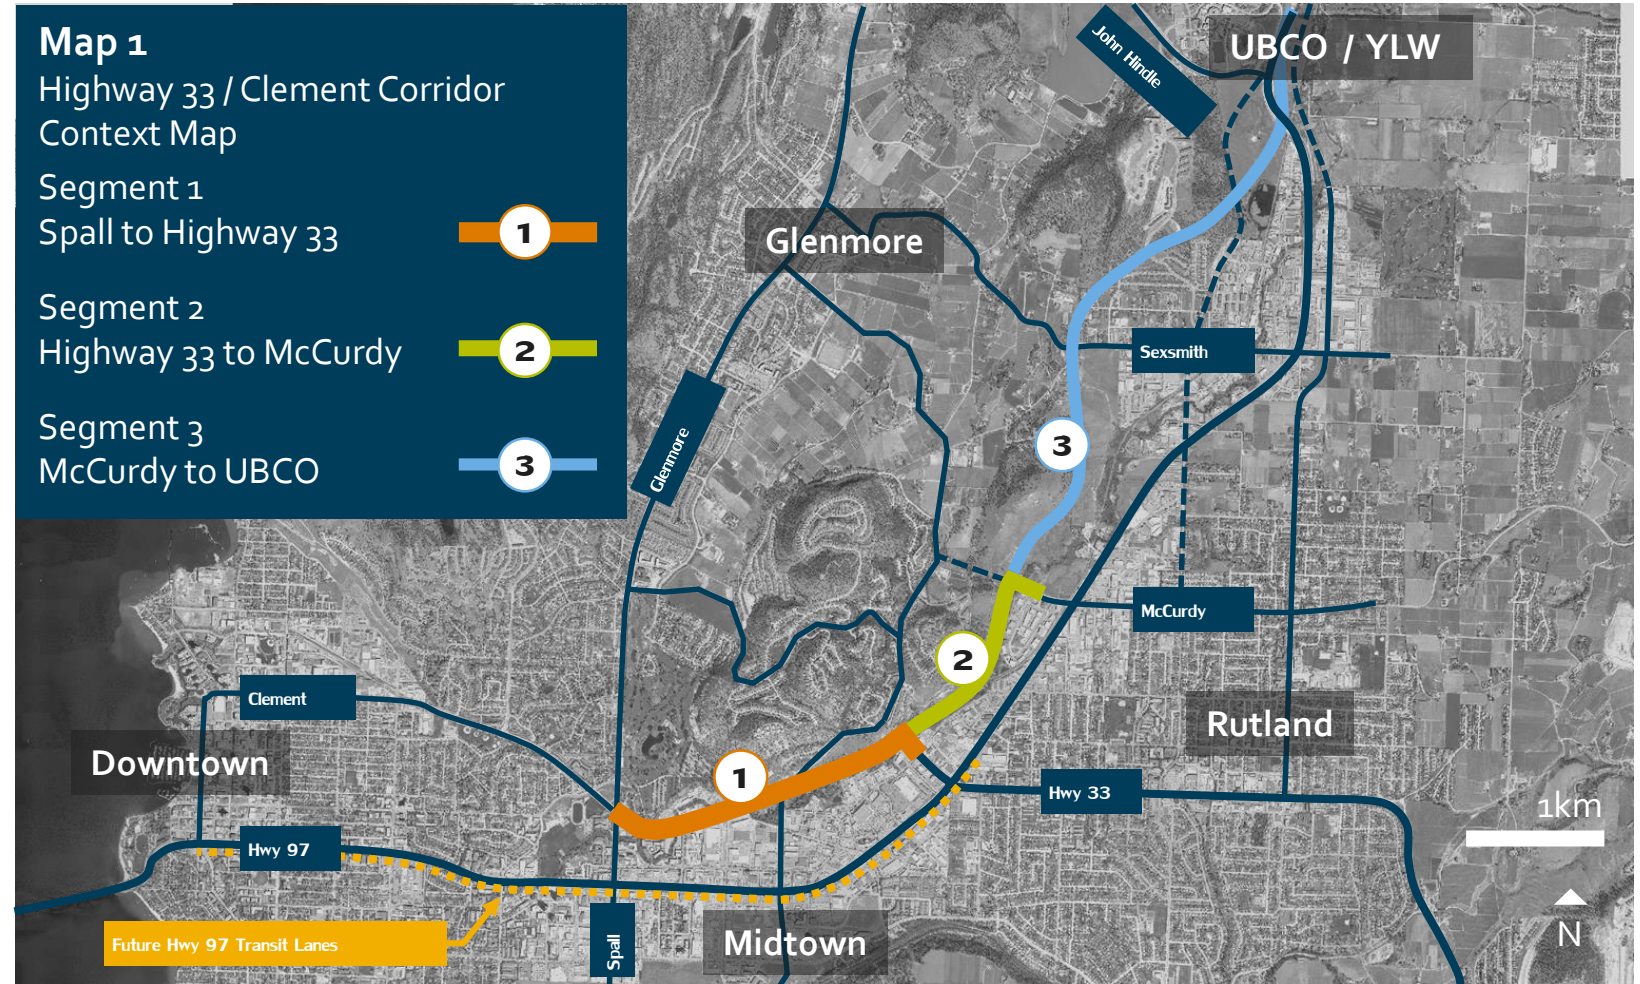 Map 1
Highway 33 / Clement Corridor
Context Map
Segment 1
Spall to Highway 33
1
Segment 2
Highway 33 to McCurdy
2
Segment 3
McCurdy to UBCO
3
John Hindle
UBCO / YLW
Glenmore
Sexsmith
Glenmore
3
McCurdy
2
Clement
Rutland
Downtown
1
Hwy 33
1km
Hwy 97
Future Hwy 97 Transit Lanes
Spall
Midtown
N